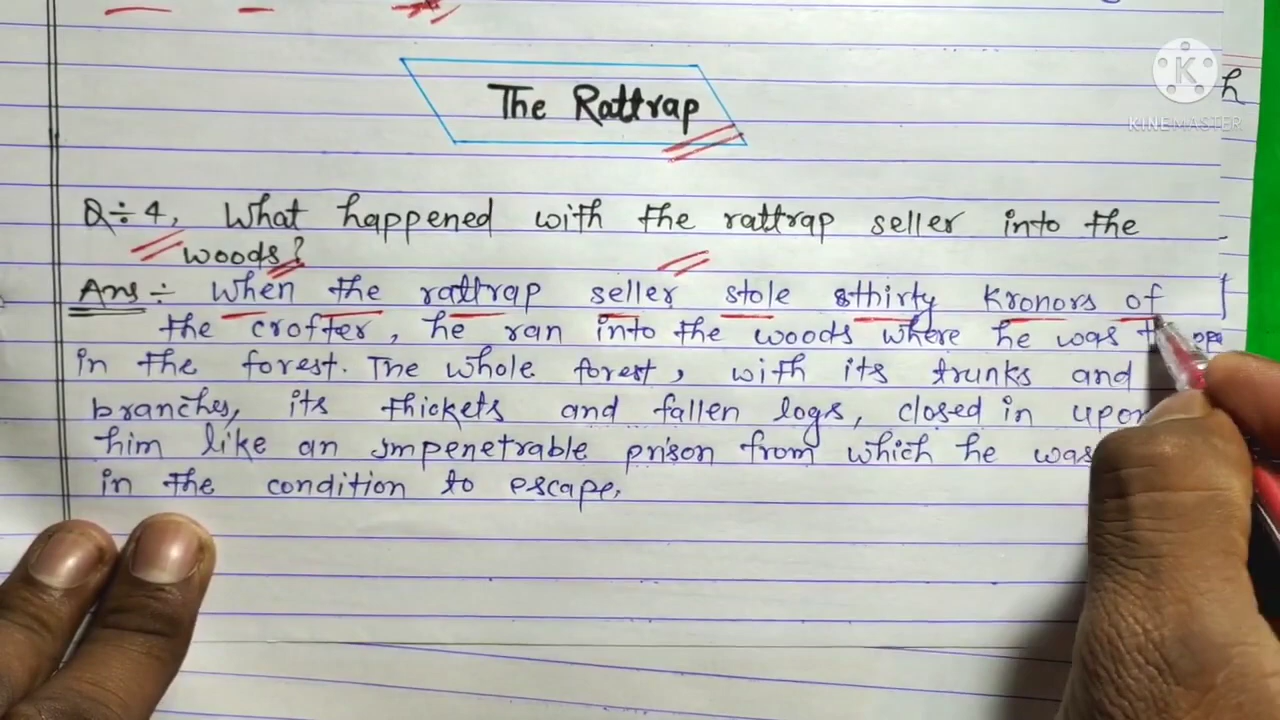 The Rattrap
h
KINEMASTER
Q÷4, What happened with the rattrap seller into the
woods?
Ans÷ When the rattrap seller stole sthirty Kronors of
the crofter, he ran into the woods where he was
in the forest. The whole forest, with its trunks and
branches, its thickets and fallen logs, closed in upon
him like an impenetrable prison from which he was
in the condition to escape.